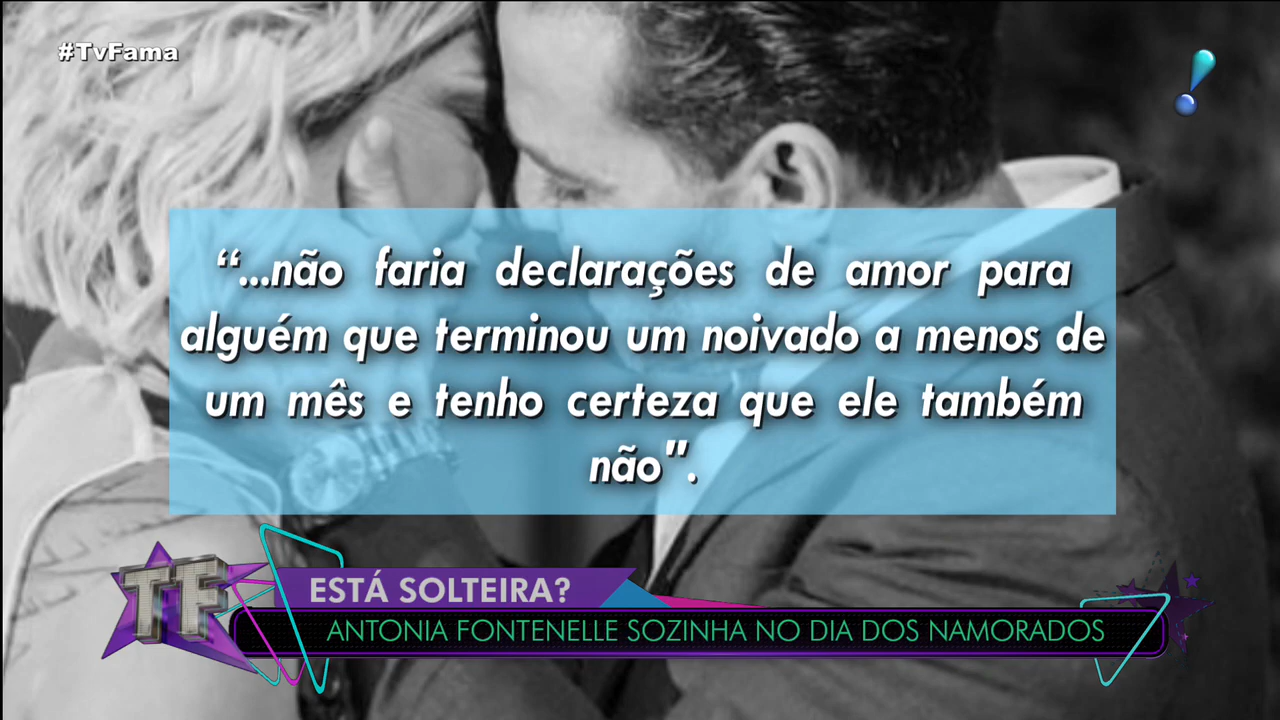 #TvFama
“...não faria declarações de amor para
alguém que terminou um noivado a menos de
um mês e tenho certeza que ele também
não".
TF
ESTÁ SOLTEIRA?
ANTONIA FONTENELLE SOZINHA NO DIA DOS NAMORADOS